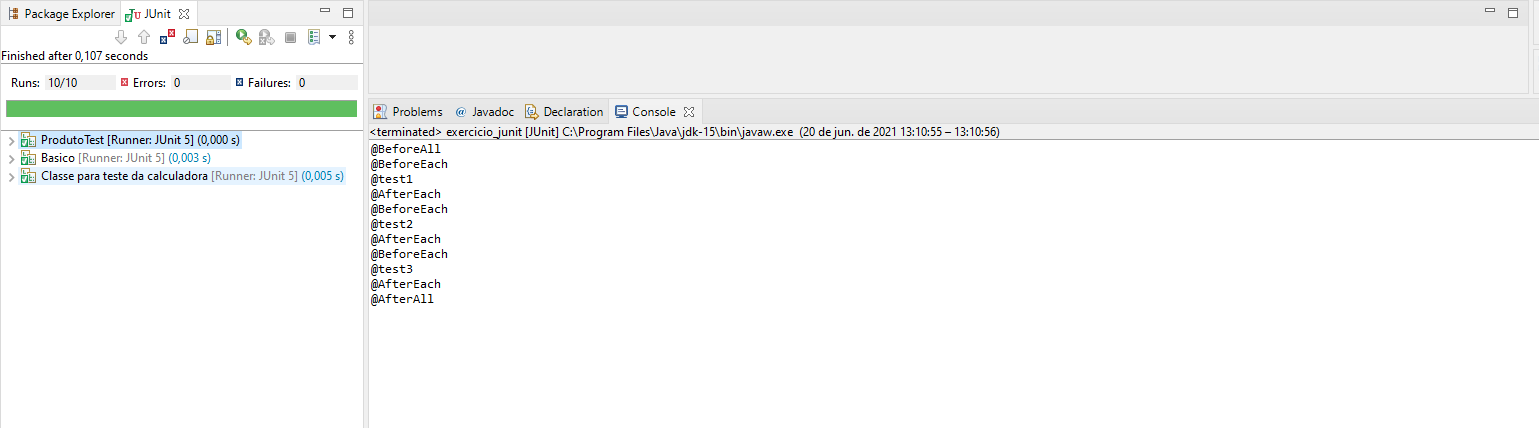 Package Explorer JUnit
Finished after 0,107 seconds
Runs: 10/10 Errors: 0 Failures: 0
ProdutoTest [Runner: JUnit 5] (0,000 s)
Basico [Runner: JUnit 5] (0,003 s)
Classe para teste da calculadora [Runner: JUnit 5] (0,005 s)
Problems @ Javadoc Declaration Console
<terminated> exercicio_junit [JUnit] C:\Program Files\Java\jdk-15\bin\javaw.exe (20 de jun. de 2021 13:10:55 – 13:10:56)
@BeforeAll
@BeforeEach
@test1
@AfterEach
@BeforeEach
@test2
@AfterEach
@BeforeEach
@test3
@AfterEach
@AfterAll